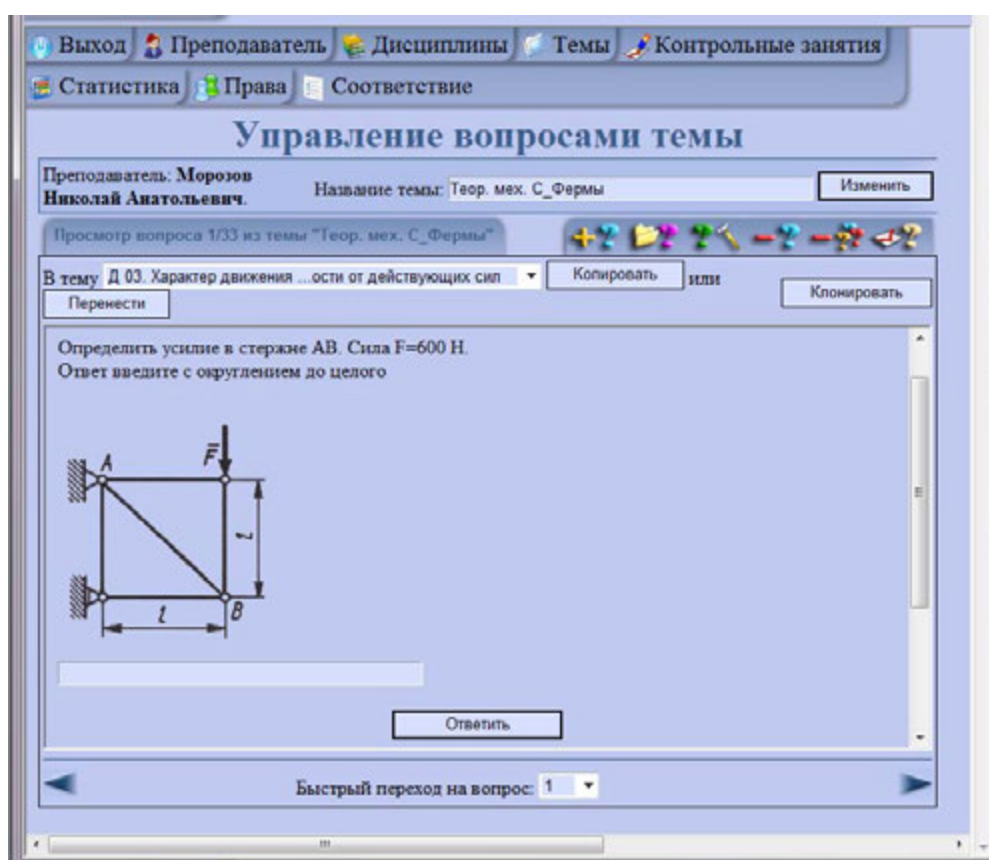 Выход Преподаватель Дисциплины Темы Контрольные занятия
Статистика Права Соответствие
Управление вопросами темы
Преподаватель: Морозов
Николай Анатольевич.
Название темы: Теор. мех. С_Фермы
Изменить
Просмотр вопроса 1/33 из темы "Теор. мех. С_Фермы"
В тему Д 03. Характер движения ...ости от действующих сил Копировать или
Клонировать
Перенести
Определить усилие в стержне АВ. Сила F=600 Н.
Ответ введите с округлением до целого
A
F̅
l
l
B
Ответить
Быстрый переход на вопрос: 1